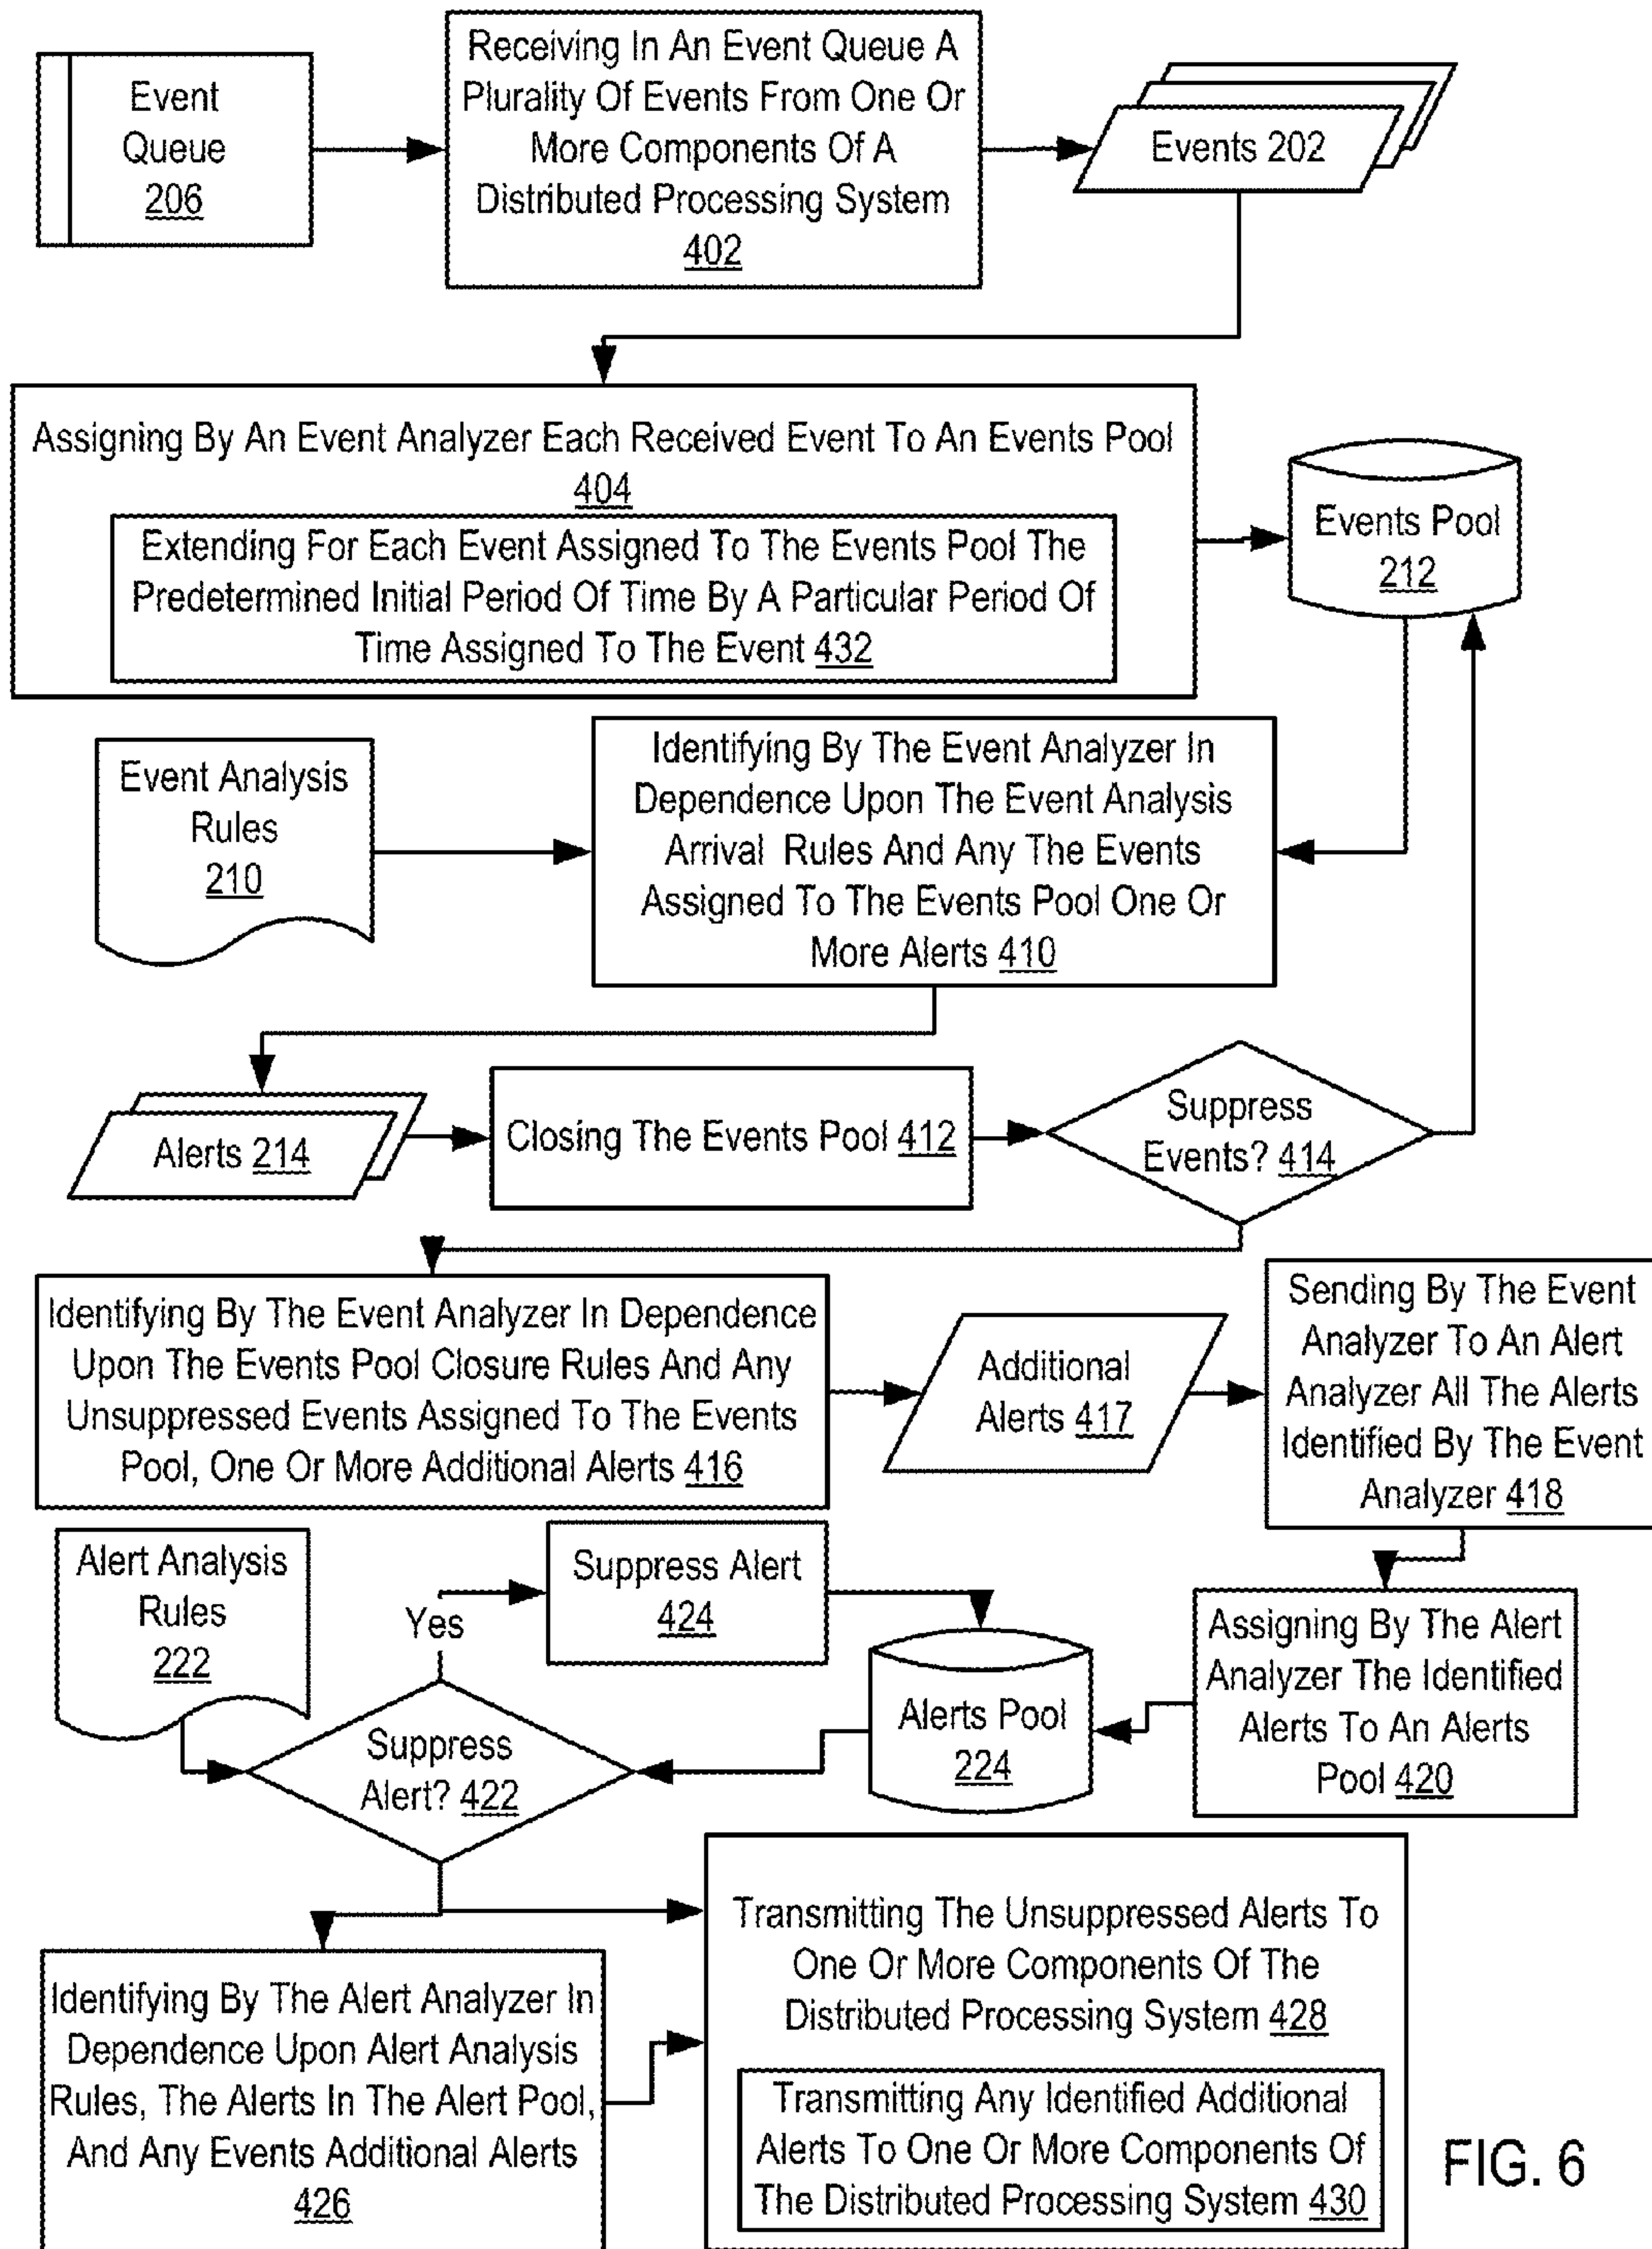 Event
Queue
206
Receiving In An Event Queue A
Plurality Of Events From One Or
More Components Of A
Distributed Processing System
402
Events 202
Assigning By An Event Analyzer Each Received Event To An Events Pool
404
Extending For Each Event Assigned To The Events Pool The
Predetermined Initial Period Of Time By A Particular Period Of
Time Assigned To The Event 432
Events Pool
212
Event Analysis
Rules
210
Identifying By The Event Analyzer In
Dependence Upon The Event Analysis
Arrival Rules And Any The Events
Assigned To The Events Pool One Or
More Alerts 410
Alerts 214
Closing The Events Pool 412
Suppress
Events? 414
Identifying By The Event Analyzer In Dependence
Upon The Events Pool Closure Rules And Any
Unsuppressed Events Assigned To The Events
Pool, One Or More Additional Alerts 416
Additional
Alerts 417
Sending By The Event
Analyzer To An Alert
Analyzer All The Alerts
Identified By The Event
Analyzer 418
Alert Analysis
Rules
222
Yes
Suppress Alert
424
Alerts Pool
224
Assigning By The Alert
Analyzer The Identified
Alerts To An Alerts
Pool 420
Suppress
Alert? 422
Identifying By The Alert Analyzer In
Dependence Upon Alert Analysis
Rules, The Alerts In The Alert Pool,
And Any Events Additional Alerts
426
Transmitting The Unsuppressed Alerts To
One Or More Components Of The
Distributed Processing System 428
Transmitting Any Identified Additional
Alerts To One Or More Components Of
The Distributed Processing System 430
FIG. 6